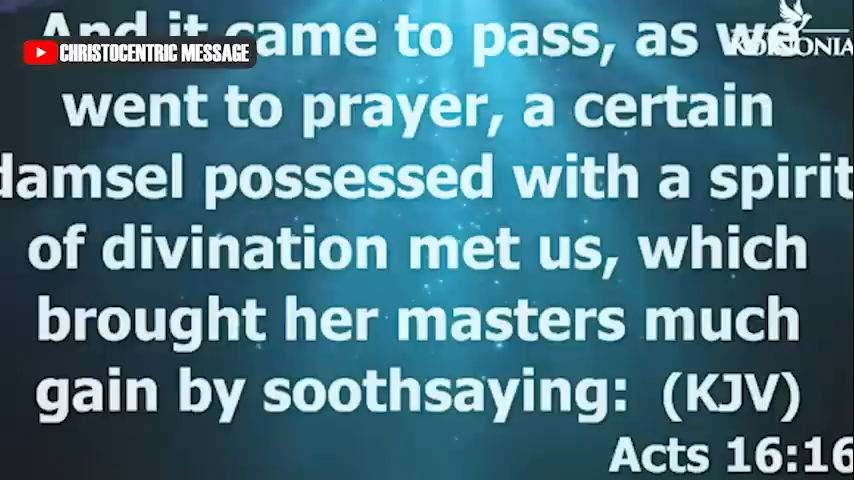 And it came to pass, as we
CHRISTOCENTRIC MESSAGE
KOINONIA
went to prayer, a certain
damsel possessed with a spirit
of divination met us, which
brought her masters much
gain by soothsaying: (KJV)
Acts 16:16